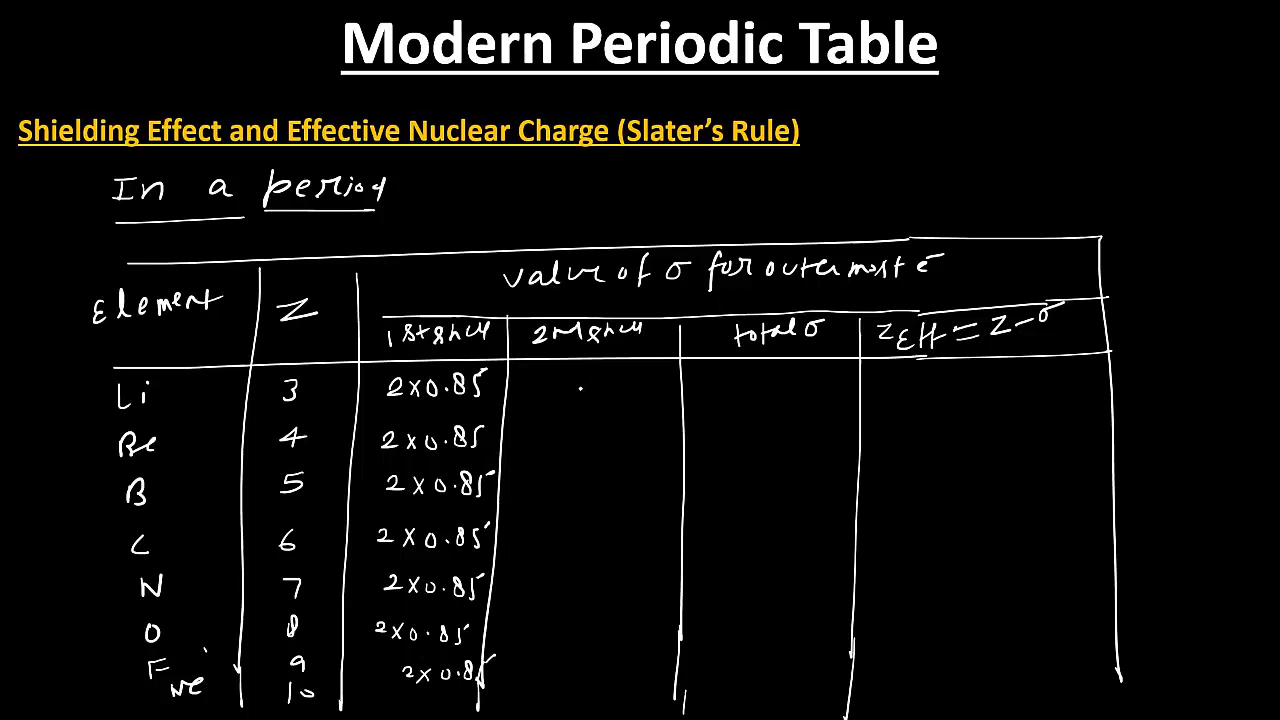 Modern Periodic Table
Shielding Effect and Effective Nuclear Charge (Slater's Rule)
In a period
Element Z value of σ for outermost e⁻
1st shell 2nd shell total σ ZEff = Z-σ
Li 3 2×0.85
Be 4 2×0.85
B 5 2×0.85
C 6 2×0.85
N 7 2×0.85
O 8 2×0.85
F 9 2×0.85
Ne 10